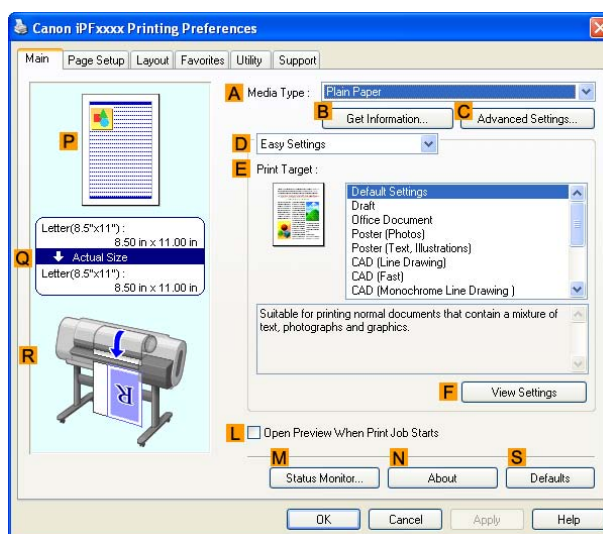 Canon iPFxxxx Printing Preferences
Main Page Setup Layout Favorites Utility Support
A Media Type : Plain Paper
B Get Information... C Advanced Settings...
D Easy Settings
E Print Target :
Default Settings
Draft
Office Document
Poster (Photos)
Poster (Text, Illustrations)
CAD (Line Drawing)
CAD (Fast)
CAD (Monochrome Line Drawing )
Suitable for printing normal documents that contain a mixture of
text, photographs and graphics.
F View Settings
P
Letter(8.5"x11") :
8.50 in x 11.00 in
Q Actual Size
Letter(8.5"x11") :
8.50 in x 11.00 in
R
R
L Open Preview When Print Job Starts
M Status Monitor... N About S Defaults
OK Cancel Apply Help